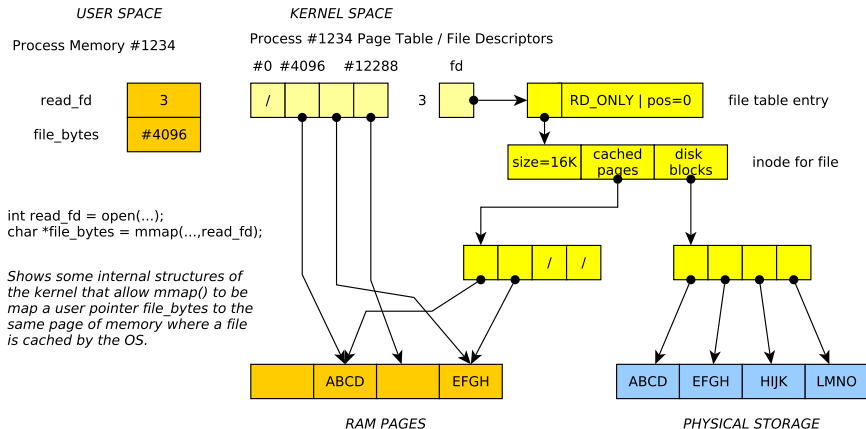 USER SPACE
KERNEL SPACE
Process Memory #1234
Process #1234 Page Table / File Descriptors
#0 #4096 #12288 fd
read_fd 3 / 3 RD_ONLY | pos=0 file table entry
file_bytes #4096
size=16K cached pages disk blocks inode for file
int read_fd = open(...);
char *file_bytes = mmap(...,read_fd);
/ /
Shows some internal structures of
the kernel that allow mmap() to be
map a user pointer file_bytes to the
same page of memory where a file
is cached by the OS.
ABCD EFGH ABCD EFGH HIJK LMNO
RAM PAGES PHYSICAL STORAGE